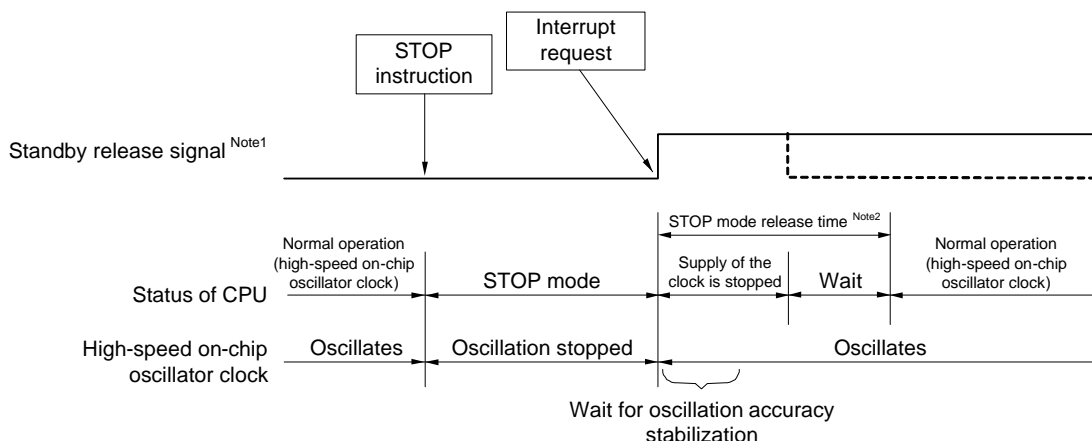 STOP
instruction
Interrupt
request
Standby release signal Note1
STOP mode release time Note2
Normal operation
(high-speed on-chip
oscillator clock)
Supply of the
clock is stopped
Normal operation
(high-speed on-chip
oscillator clock)
Status of CPU
STOP mode
Wait
High-speed on-chip
oscillator clock
Oscillates
Oscillation stopped
Oscillates
Wait for oscillation accuracy
stabilization